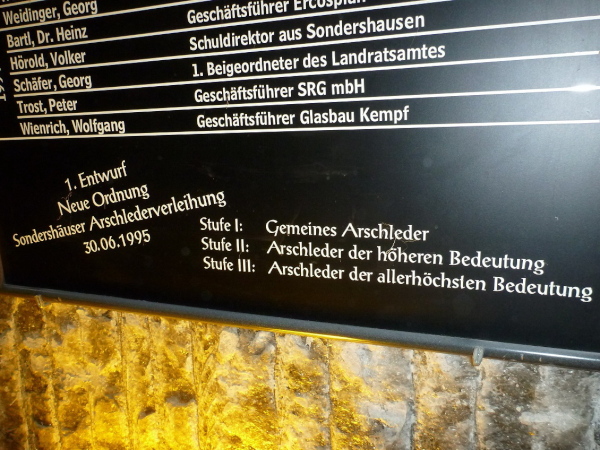 Weidinger, Georg Geschäftsführer Ercosplan
Bartl, Dr. Heinz Schuldirektor aus Sondershausen
Hörold, Volker 1. Beigeordneter des Landratsamtes
Schäfer, Georg Geschäftsführer SRG mbH
Trost, Peter Geschäftsführer Glasbau Kempf
Wienrich, Wolfgang
1. Entwurf
Neue Ordnung
Sondershäuser Arschlederverleihung
30.06.1995
Stufe I: Gemeines Arschleder
Stufe II: Arschleder der höheren Bedeutung
Stufe III: Arschleder der allerhöchsten Bedeutung